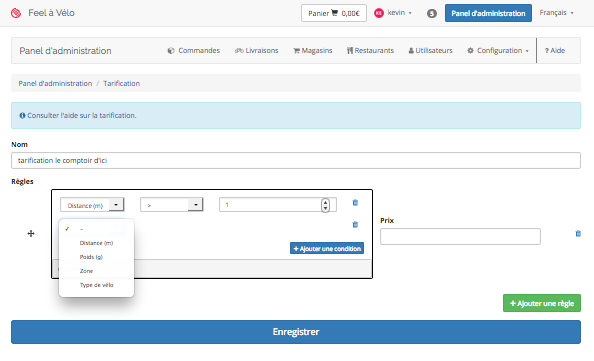 Feel à Vélo
Panier 0,00€
KE kevin
5
Panel d'administration
Français
Panel d'administration
Commandes
Livraisons
Magasins
Restaurants
Utilisateurs
Configuration
? Aide
Panel d'administration / Tarification
Consulter l'aide sur la tarification.
Nom
tarification le comptoir d'ici
Règles
Distance (m)
>
1
Prix
✓ –
Distance (m)
Poids (g)
Zone
Type de vélo
+ Ajouter une condition
+ Ajouter une règle
Enregistrer